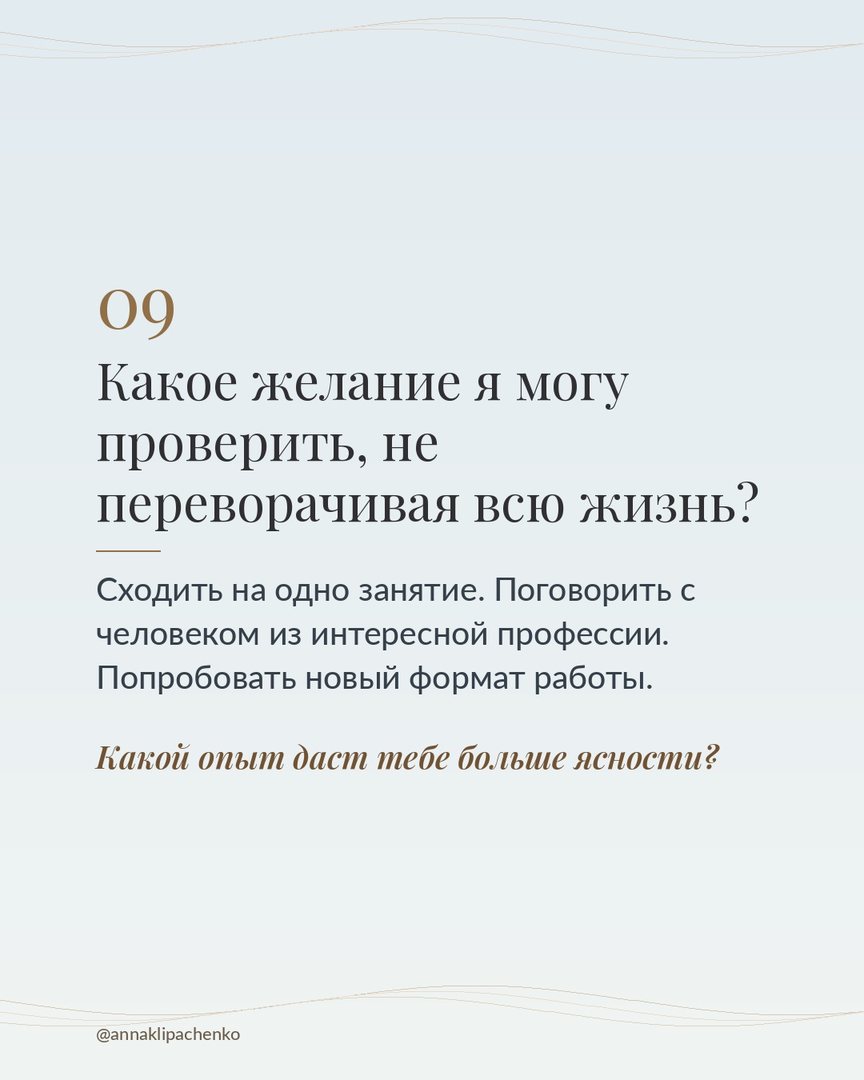 09
Какое желание я могу
проверить, не
переворачивая всю жизнь?
Сходить на одно занятие. Поговорить с
человеком из интересной профессии.
Попробовать новый формат работы.
Какой опыт даст тебе больше ясности?
@annaklipachenko